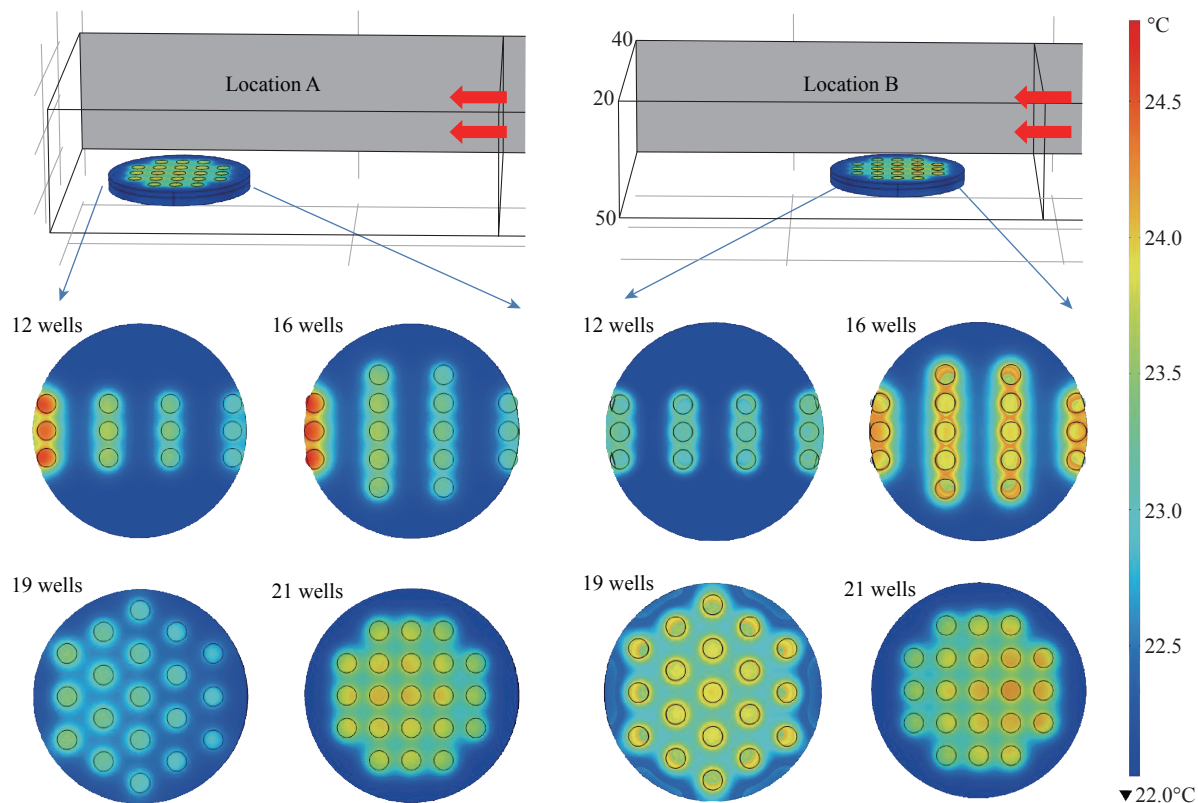 Location A
40
20
50
Location B
°C
24.5
24.0
23.5
23.0
22.5
▼22.0°C
12 wells
16 wells
19 wells
21 wells
12 wells
16 wells
19 wells
21 wells